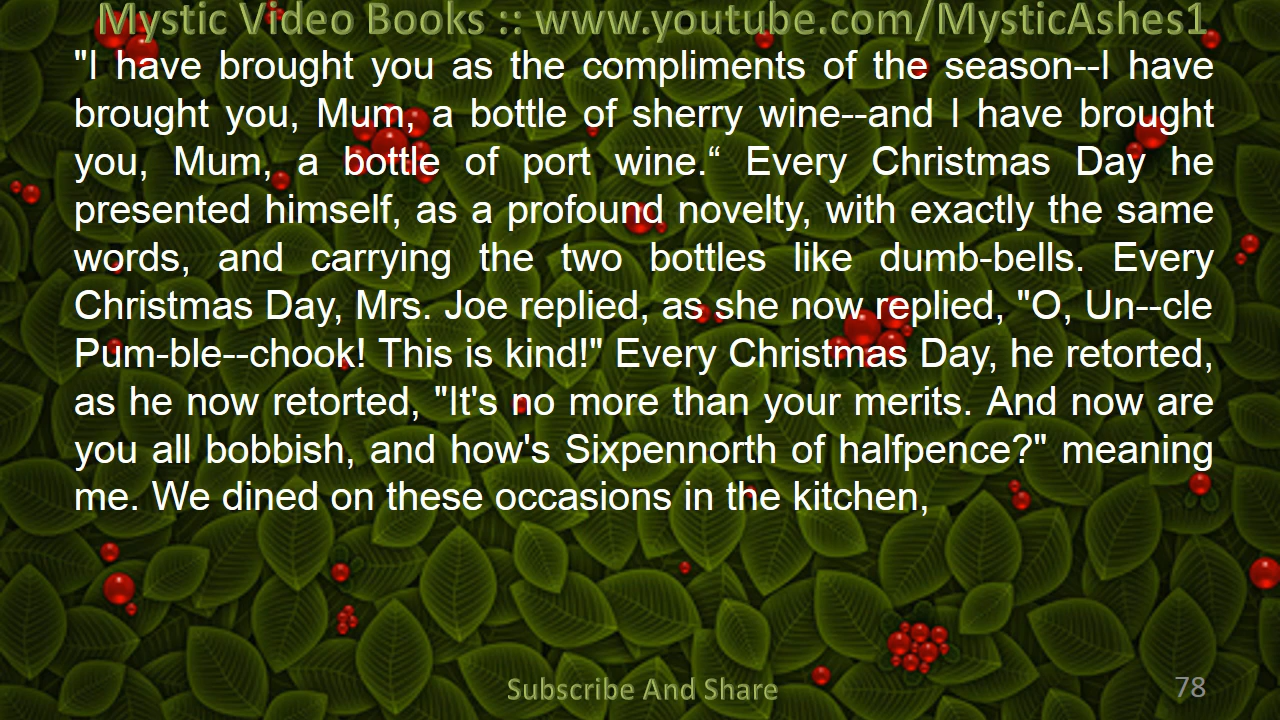 Mystic Video Books :: www.youtube.com/MysticAshes1
"I have brought you as the compliments of the season--I have
brought you, Mum, a bottle of sherry wine--and I have brought
you, Mum, a bottle of port wine.“ Every Christmas Day he
presented himself, as a profound novelty, with exactly the same
words, and carrying the two bottles like dumb-bells. Every
Christmas Day, Mrs. Joe replied, as she now replied, "O, Un--cle
Pum-ble--chook! This is kind!" Every Christmas Day, he retorted,
as he now retorted, "It's no more than your merits. And now are
you all bobbish, and how's Sixpennorth of halfpence?" meaning
me. We dined on these occasions in the kitchen,
Subscribe And Share
78